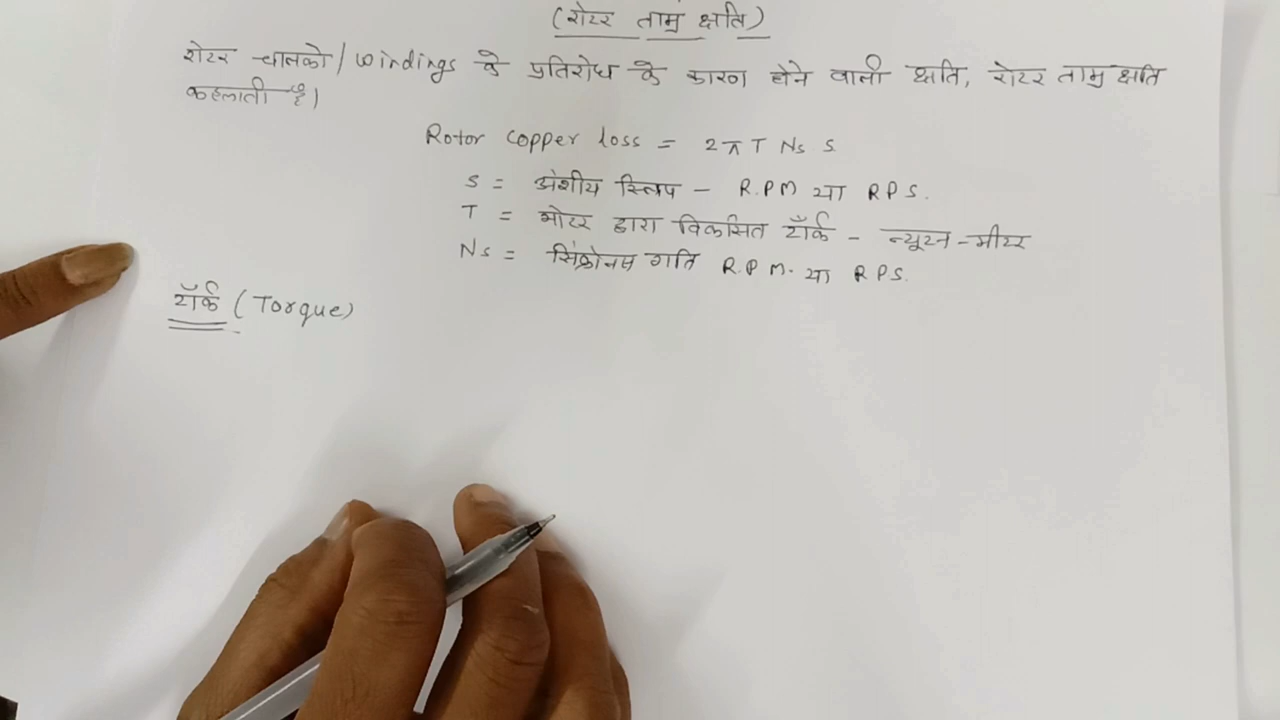 (रोटर ताम्र क्षति)
रोटर चालको/windings के प्रतिरोध के कारण होने वाली क्षति, रोटर ताम्र क्षति
कहलाती है।
Rotor copper loss = 2π T Ns S
S = अंशीय स्लिप - R.PM या RPS.
T = मोटर द्वारा विकसित टॉर्क - न्यूटन-मीटर
Ns = सिंक्रोनस गति R.P.M. या RPS.
टॉर्क (Torque)